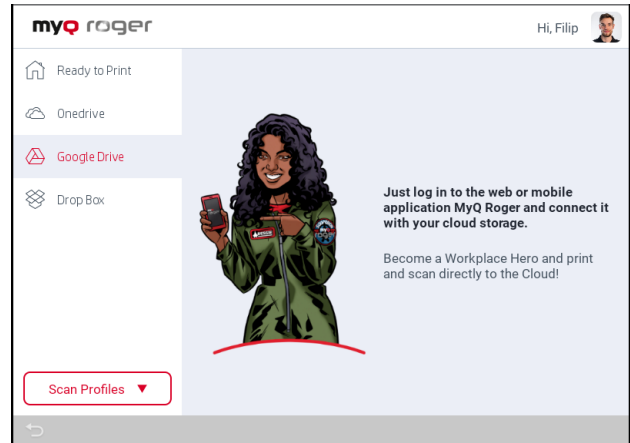 myQ roger
Hi, Filip
Ready to Print
Onedrive
Google Drive
Drop Box
Just log in to the web or mobile
application MyQ Roger and connect it
with your cloud storage.
Become a Workplace Hero and print
and scan directly to the Cloud!
Scan Profiles ▼